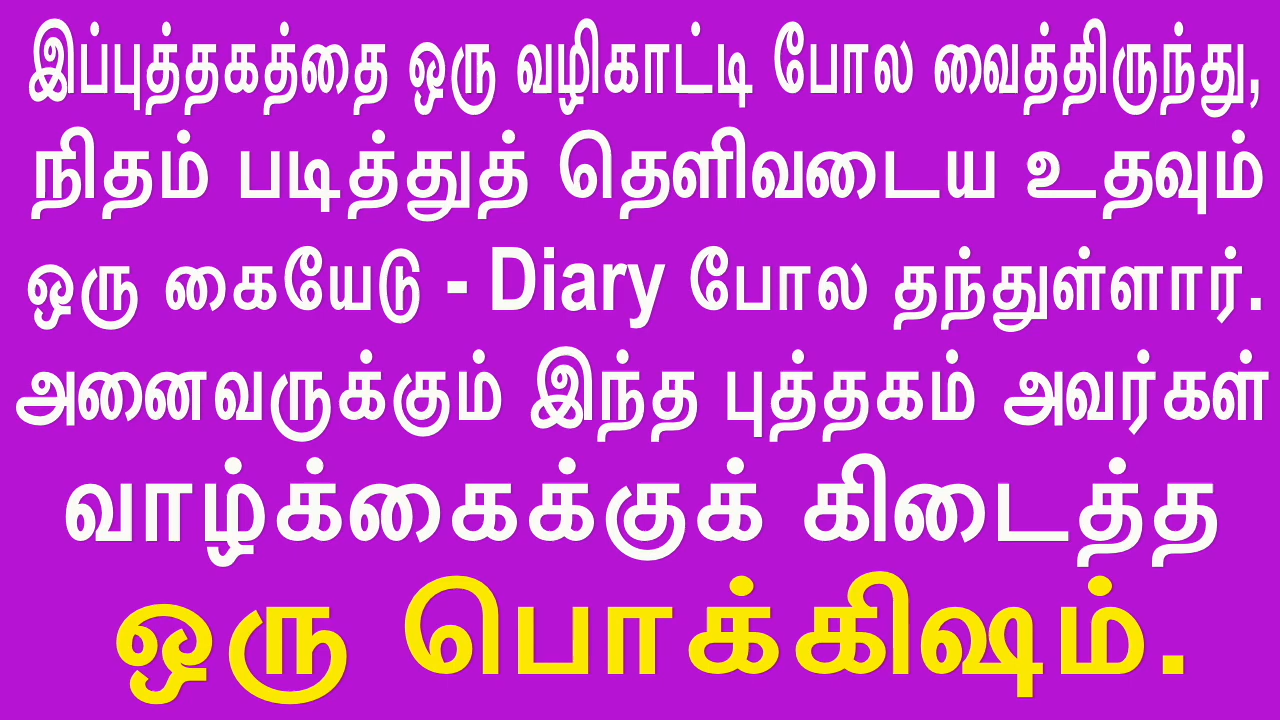 இப்புத்தகத்தை ஒரு வழிகாட்டி போல வைத்திருந்து,
நிதம் படித்துத் தெளிவடைய உதவும்
ஒரு கையேடு - Diary போல தந்துள்ளார்.
அனைவருக்கும் இந்த புத்தகம் அவர்கள்
வாழ்க்கைக்குக் கிடைத்த
ஒரு பொக்கிஷம்.